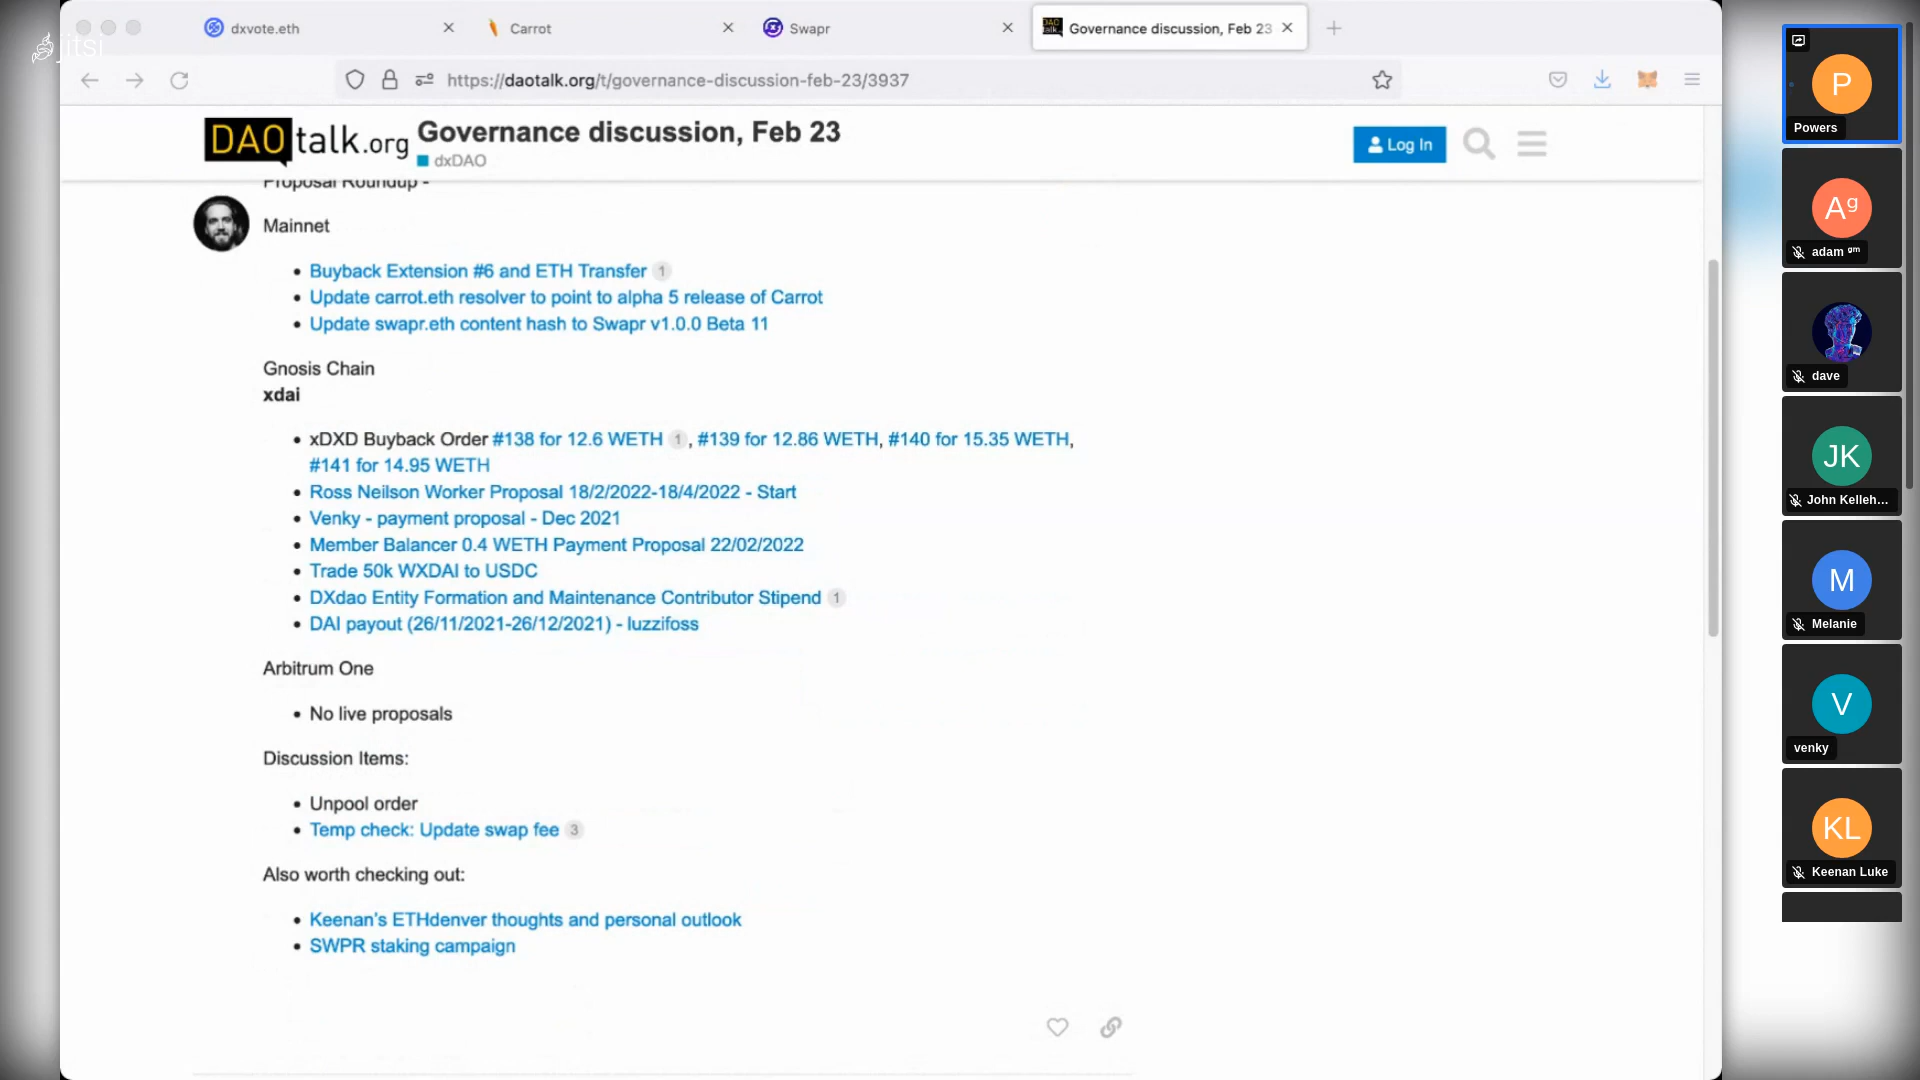 dxvote.eth
Carrot
Swapr
Governance discussion, Feb 23
jitsi
https://daotalk.org/t/governance-discussion-feb-23/3937
DAOtalk.org
Governance discussion, Feb 23
dxDAO
Log In
Proposal Roundup -
Mainnet
Buyback Extension #6 and ETH Transfer 1
Update carrot.eth resolver to point to alpha 5 release of Carrot
Update swapr.eth content hash to Swapr v1.0.0 Beta 11
Gnosis Chain
xdai
xDXD Buyback Order #138 for 12.6 WETH 1 , #139 for 12.86 WETH, #140 for 15.35 WETH,
#141 for 14.95 WETH
Ross Neilson Worker Proposal 18/2/2022-18/4/2022 - Start
Venky - payment proposal - Dec 2021
Member Balancer 0.4 WETH Payment Proposal 22/02/2022
Trade 50k WXDAI to USDC
DXdao Entity Formation and Maintenance Contributor Stipend 1
DAI payout (26/11/2021-26/12/2021) - luzzifoss
Arbitrum One
No live proposals
Discussion Items:
Unpool order
Temp check: Update swap fee 3
Also worth checking out:
Keenan's ETHdenver thoughts and personal outlook
SWPR staking campaign
P
Powers
Aᵍ
adam ᵍᵐ
dave
JK
John Kelleh...
M
Melanie
V
venky
KL
Keenan Luke